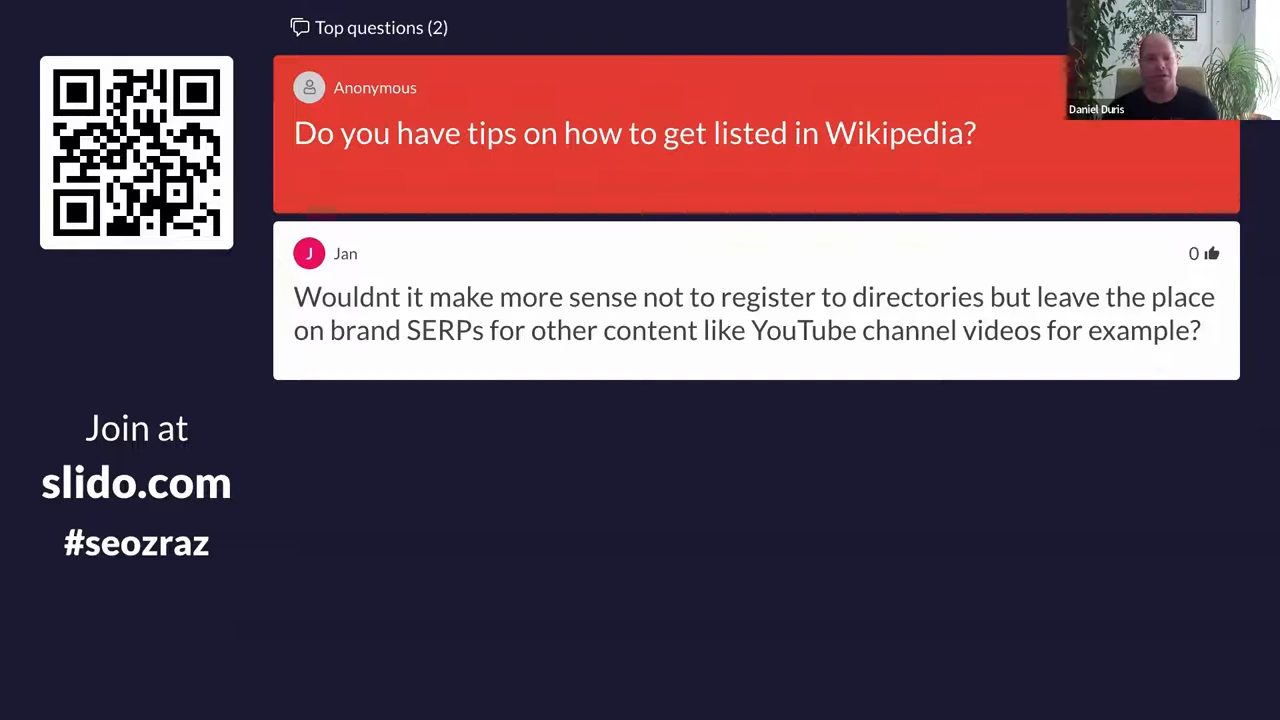 Top questions (2)
Anonymous
Do you have tips on how to get listed in Wikipedia?
Daniel Duris
J Jan
0
Wouldnt it make more sense not to register to directories but leave the place
on brand SERPs for other content like YouTube channel videos for example?
Join at
slido.com
#seozraz